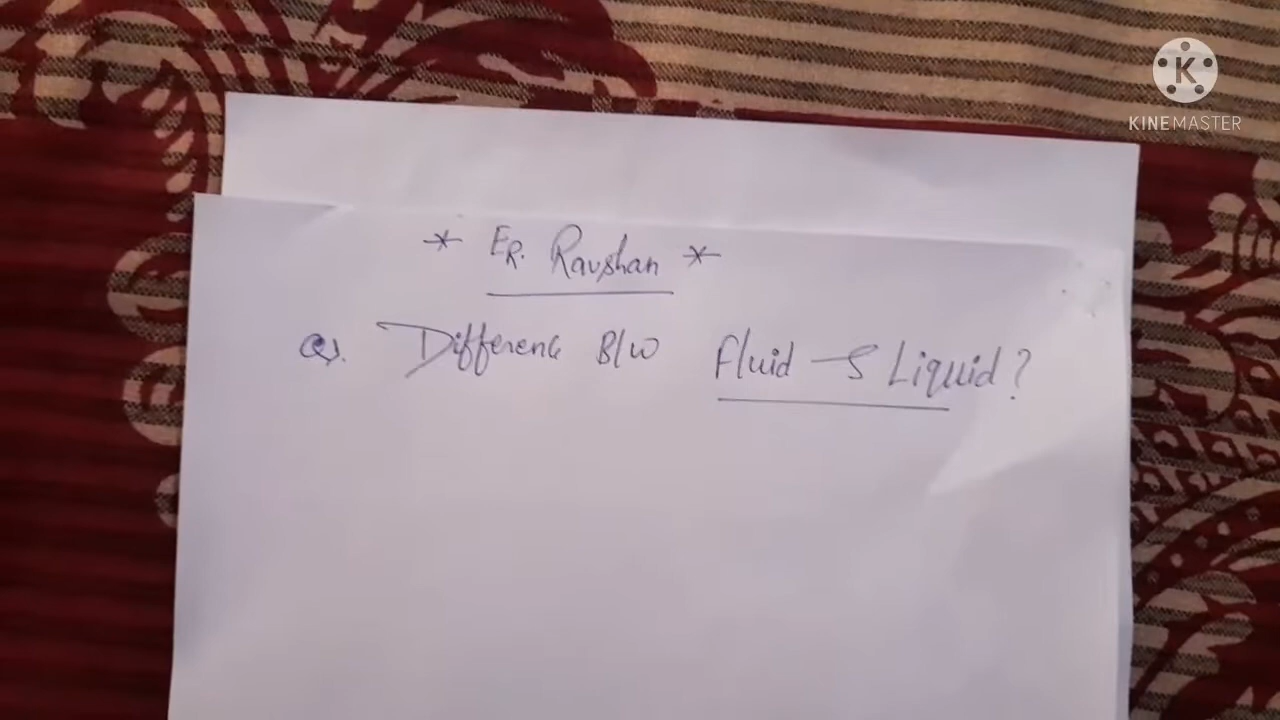 K
KINEMASTER
* ER. Raushan *
Q. Difference B/W Fluid & Liquid?